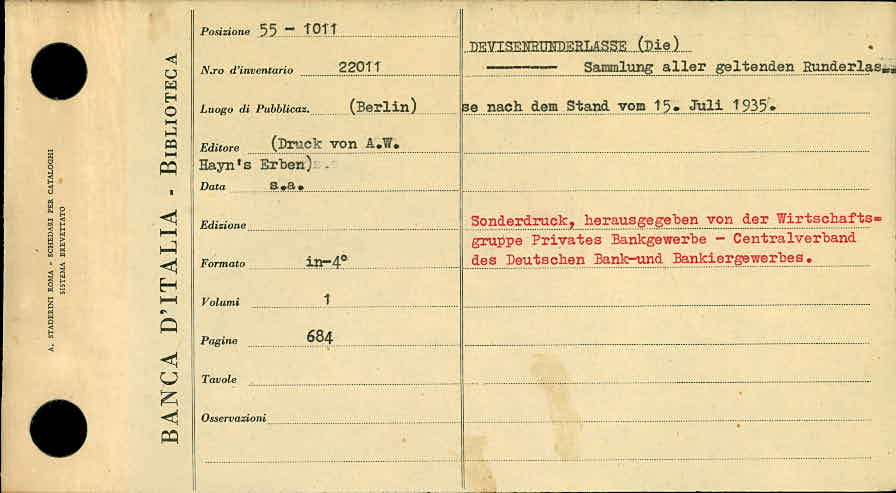 A. STADERINI ROMA - SCHEDARI PER CATALOGHI
SISTEMA BREVETTATO
BANCA D'ITALIA - BIBLIOTECA
Posizione 55 - 1011
N.ro d'inventario 22011
Luogo di Pubblicaz. (Berlin)
Editore (Druck von A.W.
Hayn's Erben)
Data s.a.
Edizione
Formato in-4°
Volumi 1
Pagine 684
Tavole
Osservazioni
DEVISENRUNDERLASSE (Die)
Sammlung aller geltenden Runderlas=
se nach dem Stand vom 15. Juli 1935.
Sonderdruck, herausgegeben von der Wirtschafts=
gruppe Privates Bankgewerbe - Centralverband
des Deutschen Bank-und Bankiergewerbes.